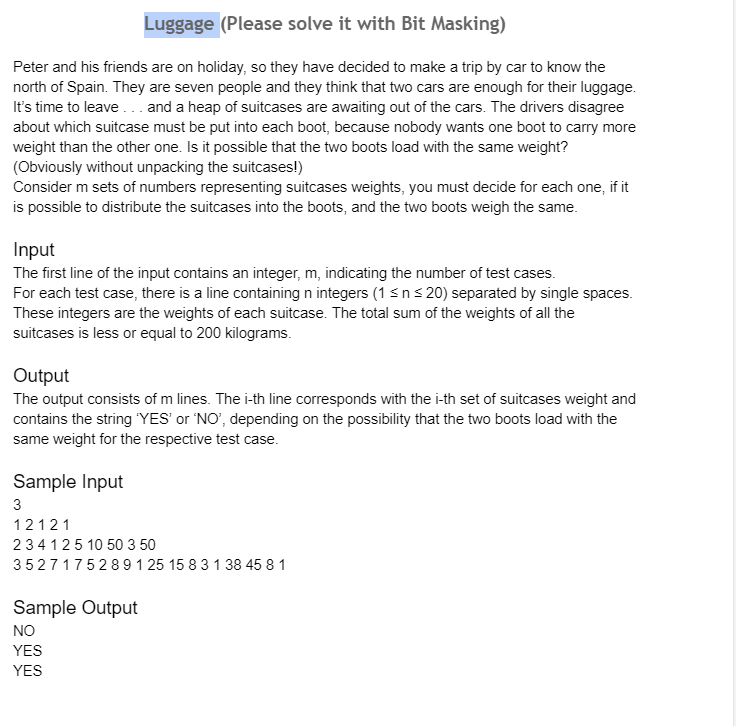 Luggage (Please solve it with Bit Masking)
Peter and his friends are on holiday, so they have decided to make a trip by car to know the
north of Spain. They are seven people and they think that two cars are enough for their luggage.
It's time to leave . . . and a heap of suitcases are awaiting out of the cars. The drivers disagree
about which suitcase must be put into each boot, because nobody wants one boot to carry more
weight than the other one. Is it possible that the two boots load with the same weight?
(Obviously without unpacking the suitcases!)
Consider m sets of numbers representing suitcases weights, you must decide for each one, if it
is possible to distribute the suitcases into the boots, and the two boots weigh the same.
Input
The first line of the input contains an integer, m, indicating the number of test cases.
For each test case, there is a line containing n integers (1 ≤ n ≤ 20) separated by single spaces.
These integers are the weights of each suitcase. The total sum of the weights of all the
suitcases is less or equal to 200 kilograms.
Output
The output consists of m lines. The i-th line corresponds with the i-th set of suitcases weight and
contains the string 'YES' or 'NO', depending on the possibility that the two boots load with the
same weight for the respective test case.
Sample Input
3
1 2 1 2 1
2 3 4 1 2 5 10 50 3 50
3 5 2 7 1 7 5 2 8 9 1 25 15 8 3 1 38 45 8 1
Sample Output
NO
YES
YES